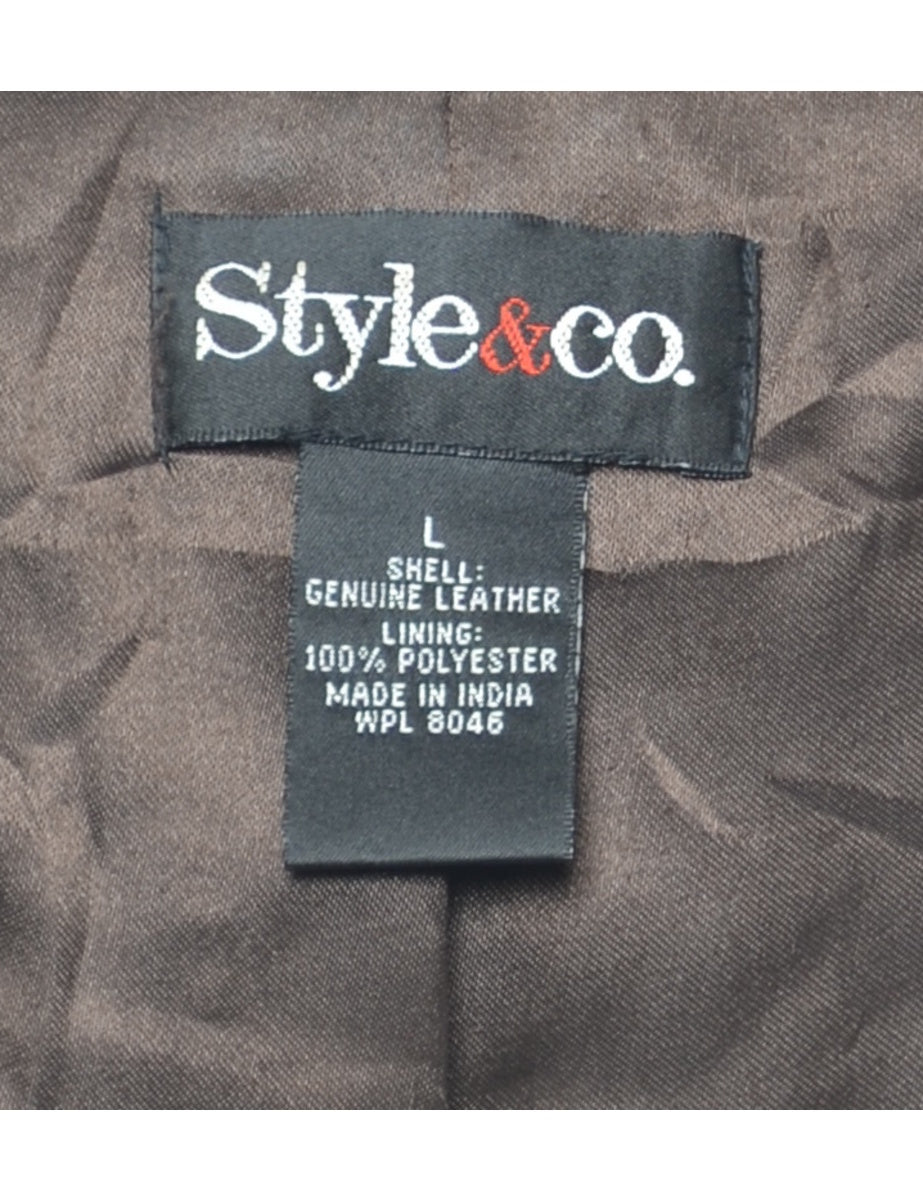 Style&co.
L
SHELL:
GENUINE LEATHER
LINING:
100% POLYESTER
MADE IN INDIA
WPL 8046